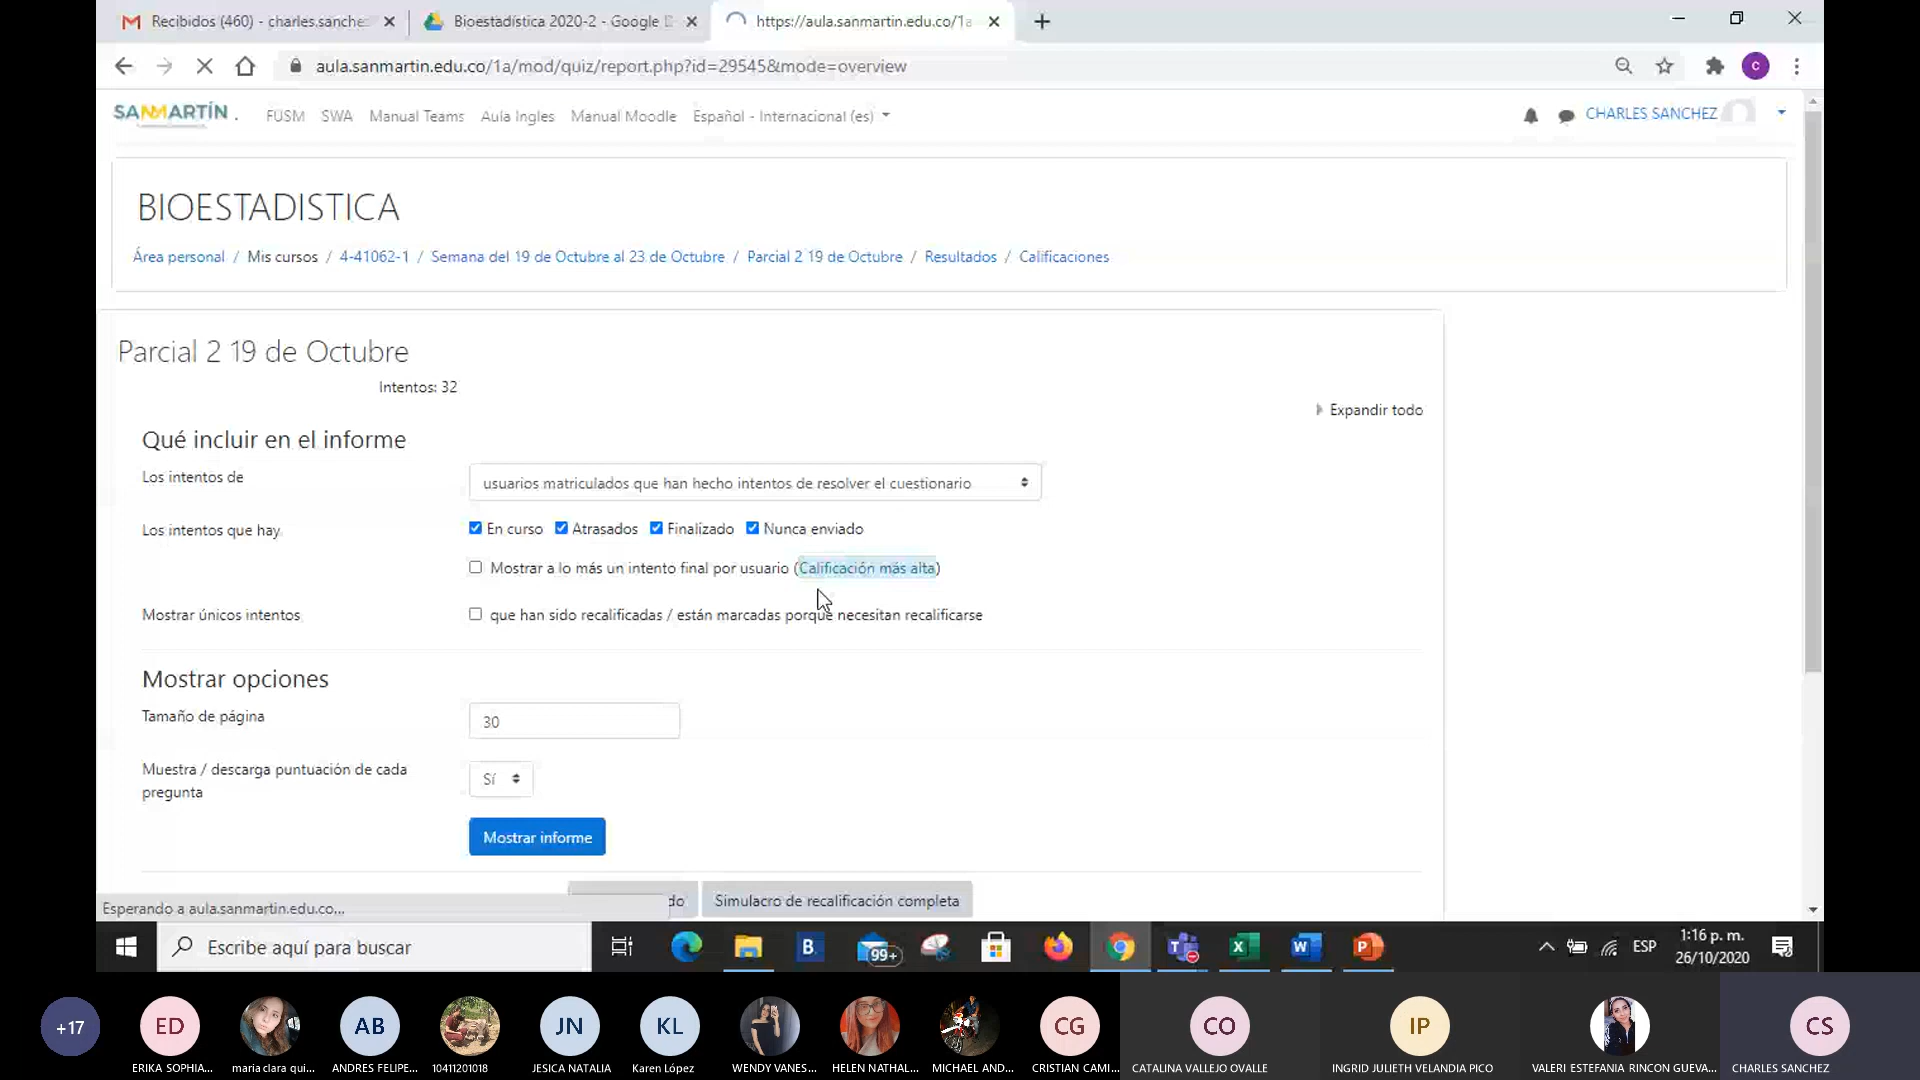 Recibidos (460) - charles.sanche
Bioestadística 2020-2 - Google D
https://aula.sanmartin.edu.co/1a
aula.sanmartin.edu.co/1a/mod/quiz/report.php?id=29545&mode=overview
C
SANMARTÍN
FUSM
SWA
Manual Teams
Aula Ingles
Manual Moodle
Español - Internacional (es)
CHARLES SANCHEZ
BIOESTADISTICA
Área personal / Mis cursos / 4-41062-1 / Semana del 19 de Octubre al 23 de Octubre / Parcial 2 19 de Octubre / Resultados / Calificaciones
Parcial 2 19 de Octubre
Intentos: 32
Expandir todo
Qué incluir en el informe
Los intentos de
usuarios matriculados que han hecho intentos de resolver el cuestionario
Los intentos que hay
En curso Atrasados Finalizado Nunca enviado
Mostrar a lo más un intento final por usuario (Calificación más alta)
Mostrar únicos intentos
que han sido recalificadas / están marcadas porque necesitan recalificarse
Mostrar opciones
Tamaño de página
30
Muestra / descarga puntuación de cada
pregunta
Sí
Mostrar informe
do
Simulacro de recalificación completa
Esperando a aula.sanmartin.edu.co...
Escribe aquí para buscar
B.
99+
ESP
1:16 p. m.
26/10/2020
+17
ED
AB
JN
KL
CG
CO
IP
CS
ERIKA SOPHIA...
maria clara qui...
ANDRES FELIPE...
10411201018
JESICA NATALIA
Karen López
WENDY VANES...
HELEN NATHAL...
MICHAEL AND...
CRISTIAN CAMI...
CATALINA VALLEJO OVALLE
INGRID JULIETH VELANDIA PICO
VALERI ESTEFANIA RINCON GUEVA...
CHARLES SANCHEZ